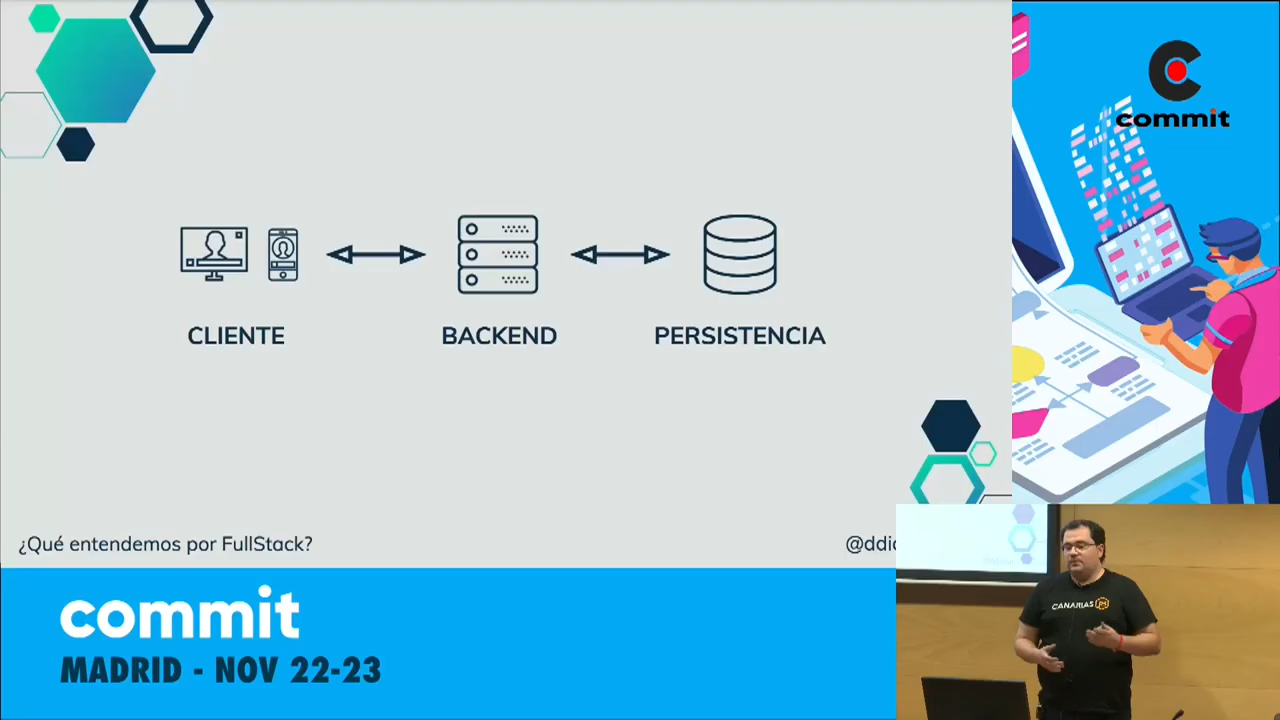 CLIENTE
BACKEND
PERSISTENCIA
¿Qué entendemos por FullStack?
commit
MADRID - NOV 22-23
commit
CANARIAS